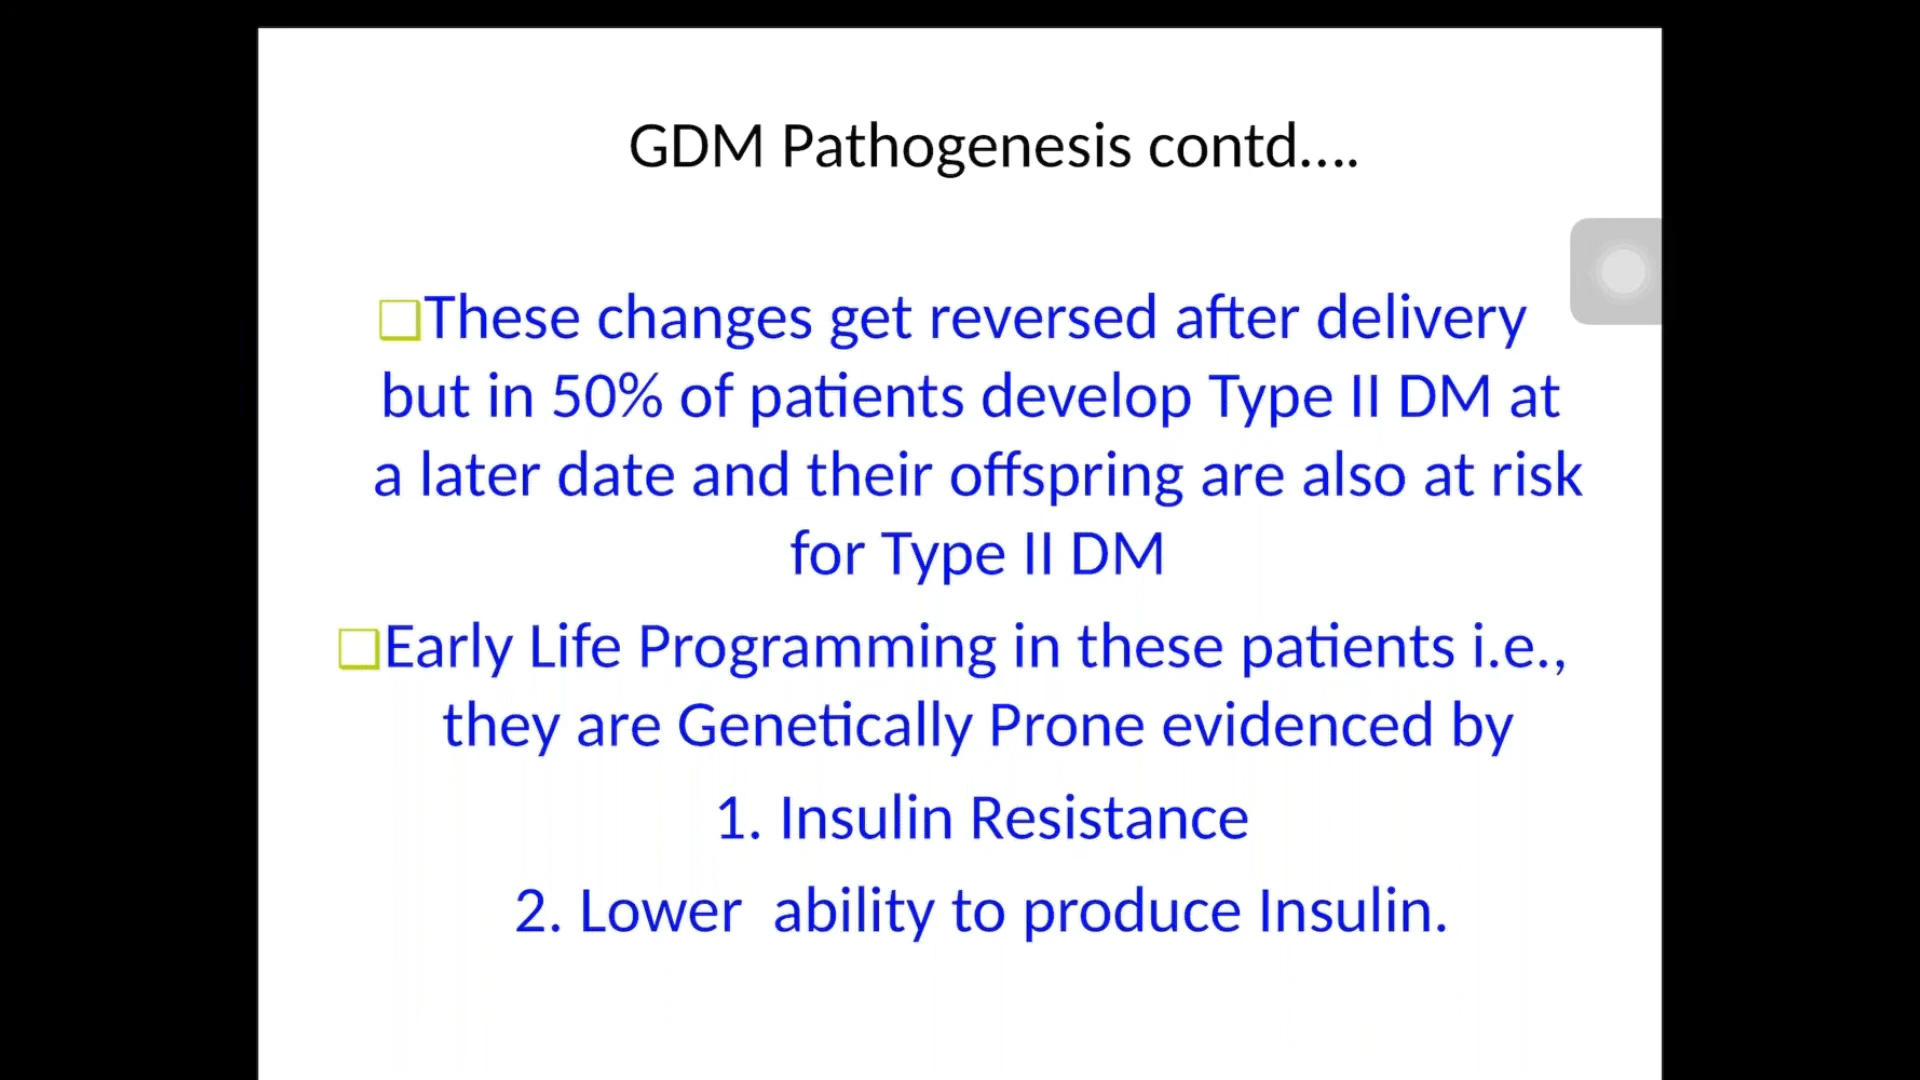 GDM Pathogenesis contd....
❑These changes get reversed after delivery
but in 50% of patients develop Type II DM at
a later date and their offspring are also at risk
for Type II DM
❑Early Life Programming in these patients i.e.,
they are Genetically Prone evidenced by
1. Insulin Resistance
2. Lower  ability to produce Insulin.